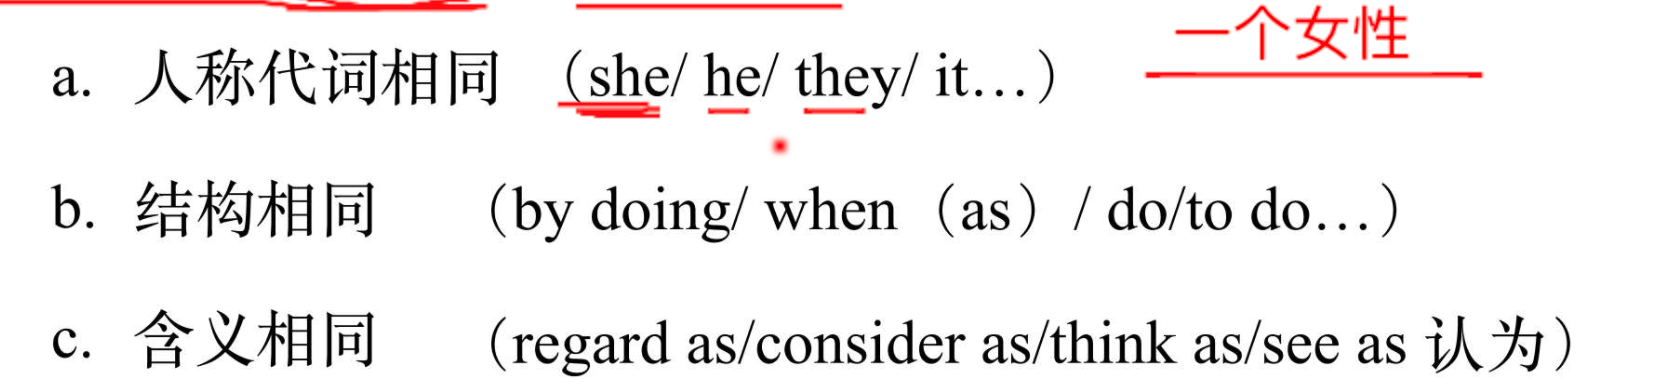 一个女性
a. 人称代词相同 （she/ he/ they/ it…）
b. 结构相同 （by doing/ when（as）/ do/to do…）
c. 含义相同 （regard as/consider as/think as/see as 认为）